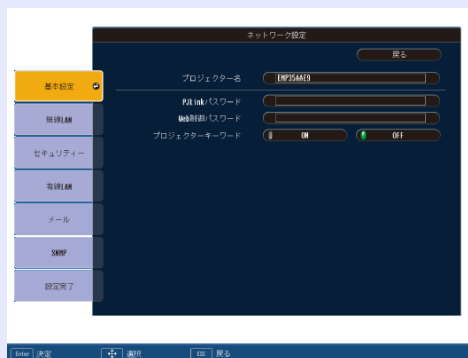 ネットワーク設定
戻る
基本設定
プロジェクター名 EMP356AE9
PJLinkパスワード
無線LAN
Web制御パスワード
プロジェクターキーワード ON OFF
セキュリティー
有線LAN
メール
SNMP
設定完了
Enter 決定 選択 ESC 戻る